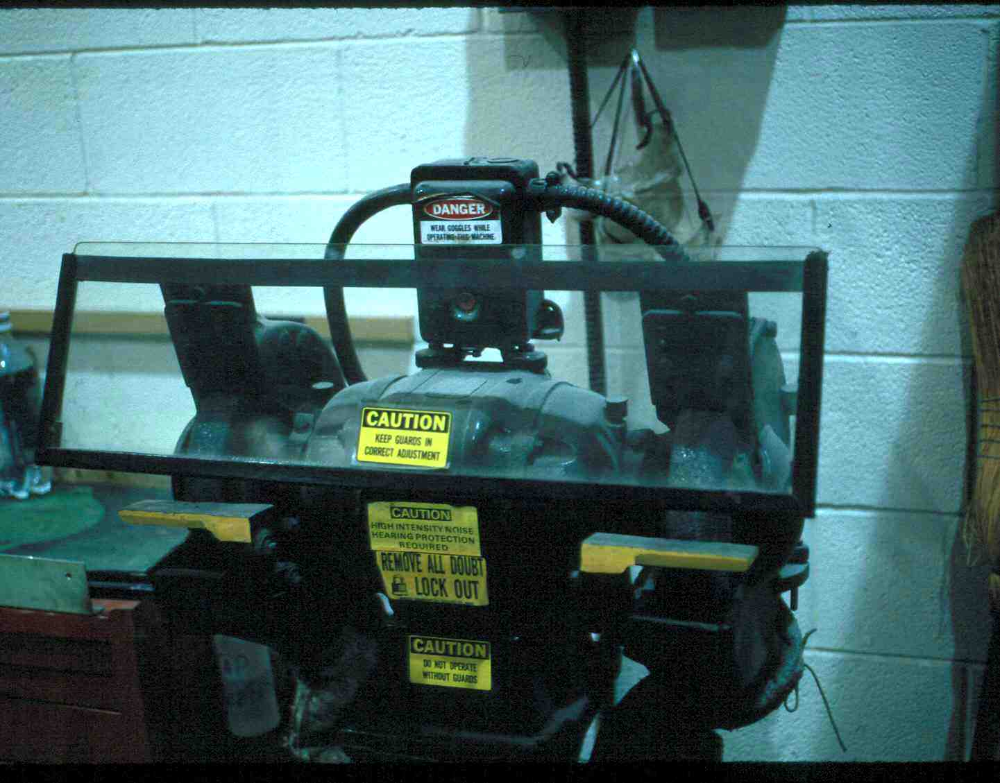 DANGER
WEAR GOGGLES WHILE
OPERATING THIS MACHINE
CAUTION
KEEP GUARDS IN
CORRECT ADJUSTMENT
CAUTION
HIGH INTENSITY NOISE
HEARING PROTECTION
REQUIRED
REMOVE ALL DOUBT
LOCK OUT
CAUTION
DO NOT OPERATE
WITHOUT GUARDS